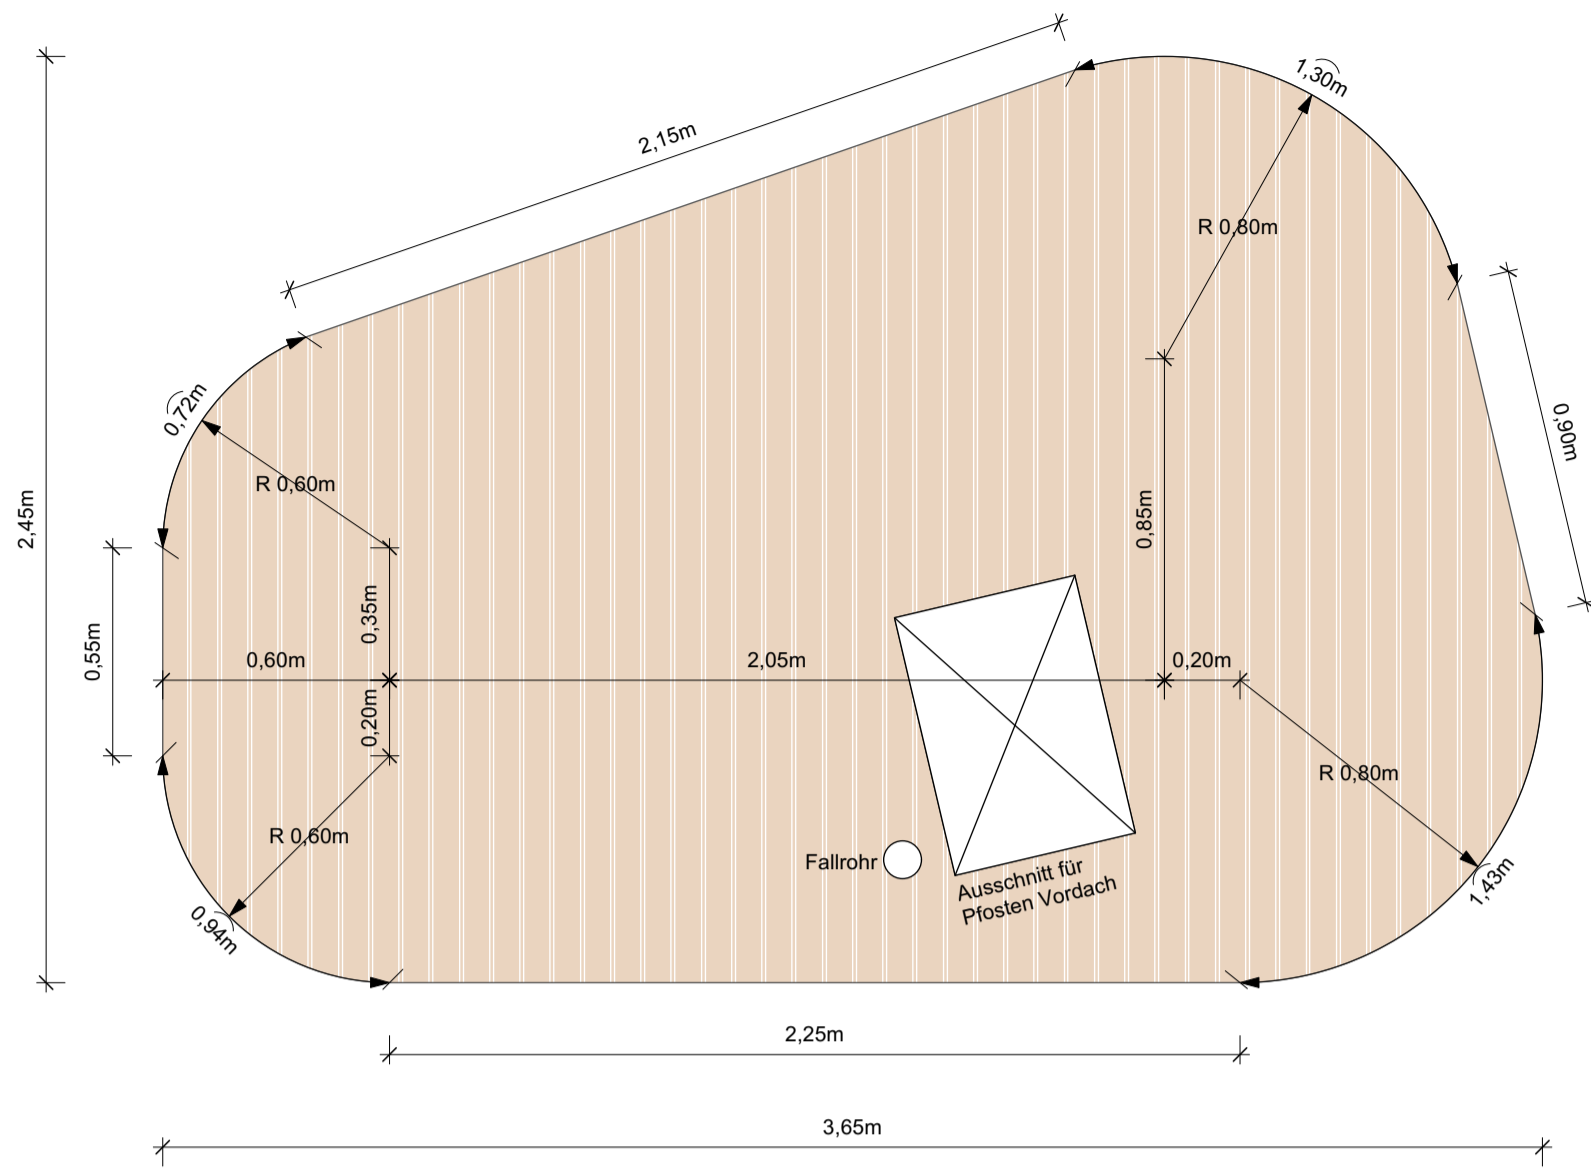 1,30m
2,15m
R 0,80m
0,72m
0,90m
R 0,60m
2,45m
0,85m
0,35m
0,55m
0,60m
2,05m
0,20m
0,20m
R 0,80m
R 0,60m
Fallrohr
Ausschnitt für
Pfosten Vordach
1,43m
0,94m
2,25m
3,65m